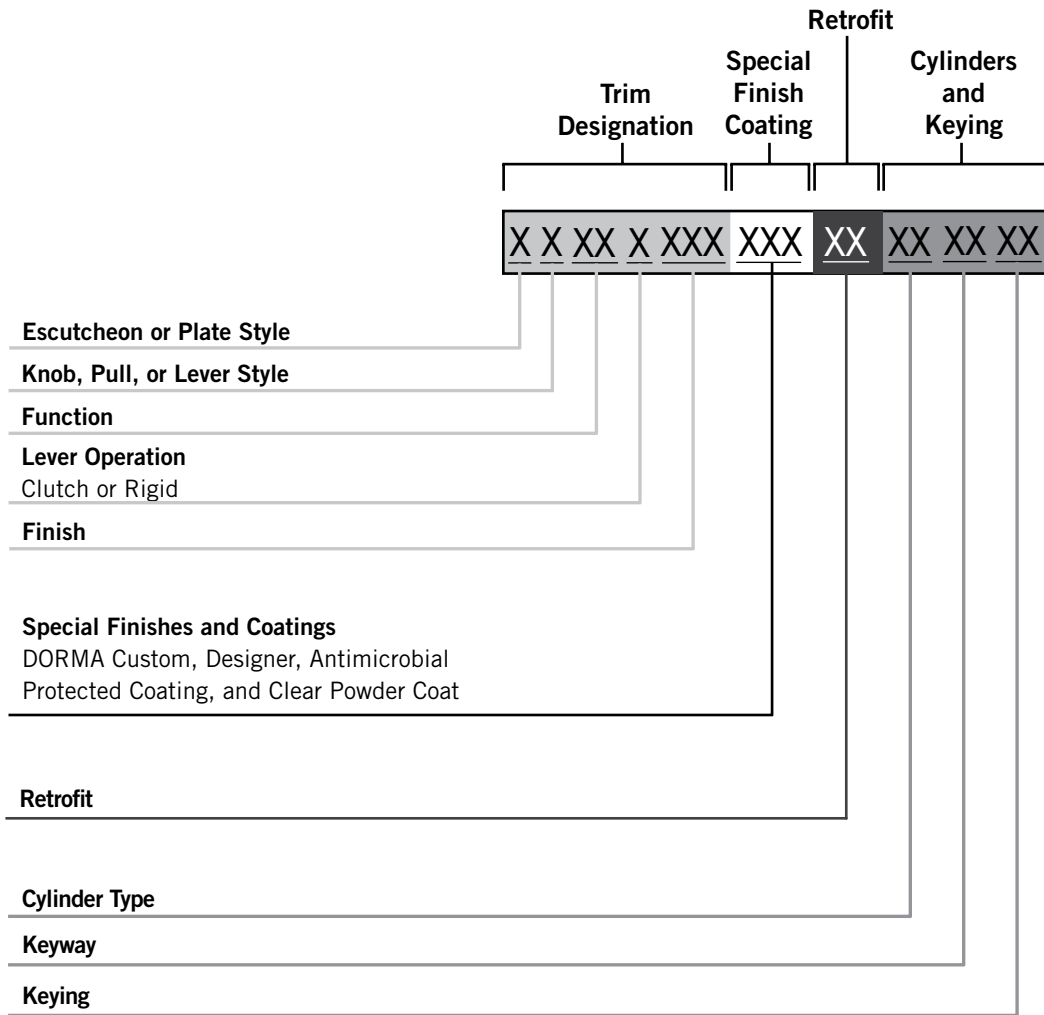 Retrofit
Special
Finish
Coating
Cylinders
and
Keying
Trim
Designation
X X XX X XXX XXX XX XX XX XX
Escutcheon or Plate Style
Knob, Pull, or Lever Style
Function
Lever Operation
Clutch or Rigid
Finish
Special Finishes and Coatings
DORMA Custom, Designer, Antimicrobial
Protected Coating, and Clear Powder Coat
Retrofit
Cylinder Type
Keyway
Keying